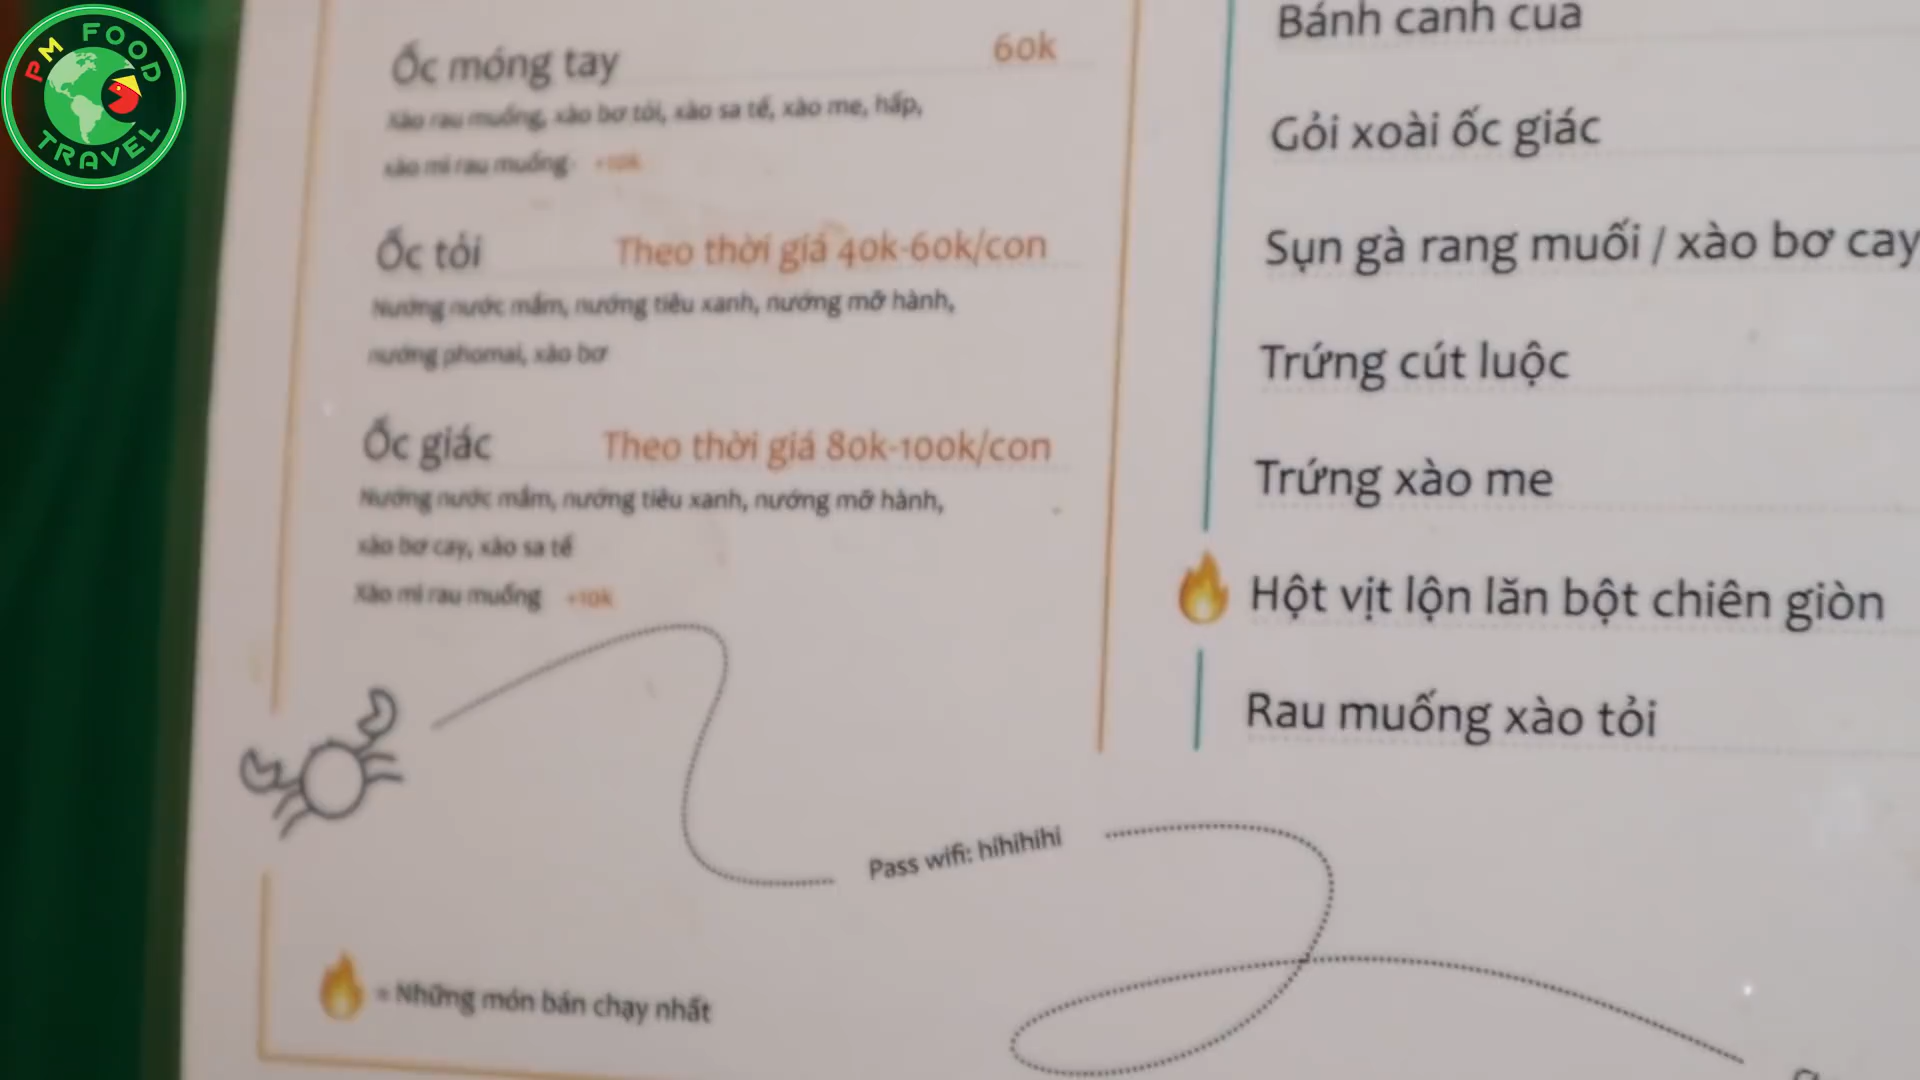 PM FOOD
TRAVEL
Ốc móng tay 60k
Xào rau muống, xào bơ tỏi, xào sa tế, xào me, hấp,
xào mì rau muống +10k
Ốc tỏi Theo thời giá 40k-60k/con
Nướng nước mắm, nướng tiêu xanh, nướng mỡ hành,
nướng phomai, xào bơ
Ốc giác Theo thời giá 80k-100k/con
Nướng nước mắm, nướng tiêu xanh, nướng mỡ hành,
xào bơ cay, xào sa tế
Xào mì rau muống +10k
Pass wifi: hihihihi
= Những món bán chạy nhất
Bánh canh cua
Gỏi xoài ốc giác
Sụn gà rang muối / xào bơ cay
Trứng cút luộc
Trứng xào me
Hột vịt lộn lăn bột chiên giòn
Rau muống xào tỏi